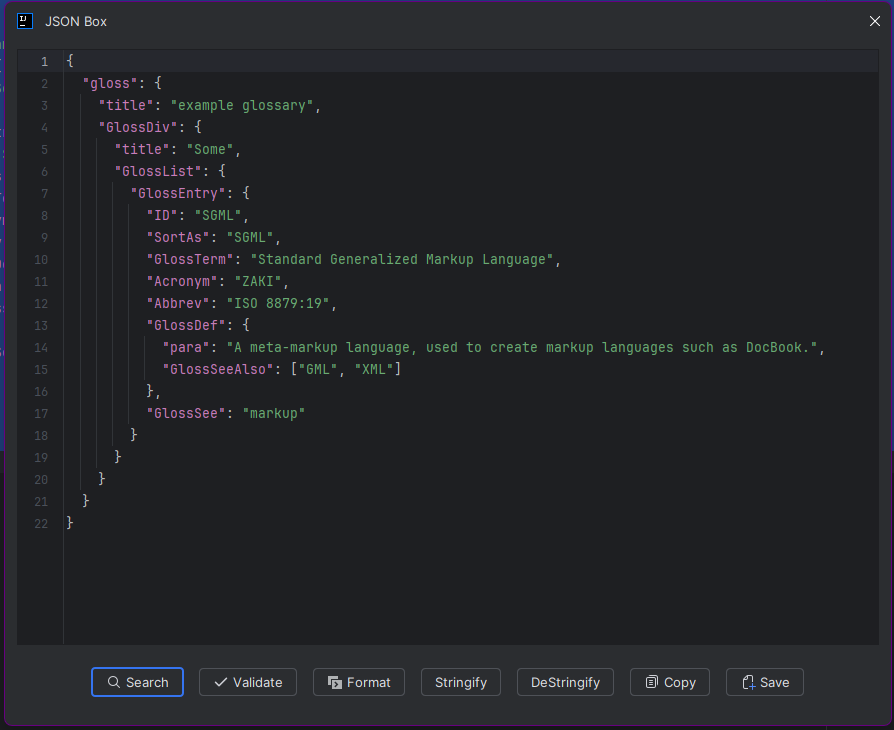 JSON Box
1 {
2   "gloss": {
3     "title": "example glossary",
4     "GlossDiv": {
5       "title": "Some",
6       "GlossList": {
7         "GlossEntry": {
8           "ID": "SGML",
9           "SortAs": "SGML",
10           "GlossTerm": "Standard Generalized Markup Language",
11           "Acronym": "ZAKI",
12           "Abbrev": "ISO 8879:19",
13           "GlossDef": {
14             "para": "A meta-markup language, used to create markup languages such as DocBook.",
15             "GlossSeeAlso": ["GML", "XML"]
16           },
17           "GlossSee": "markup"
18         }
19       }
20     }
21   }
22 }
Search Validate Format Stringify DeStringify Copy Save